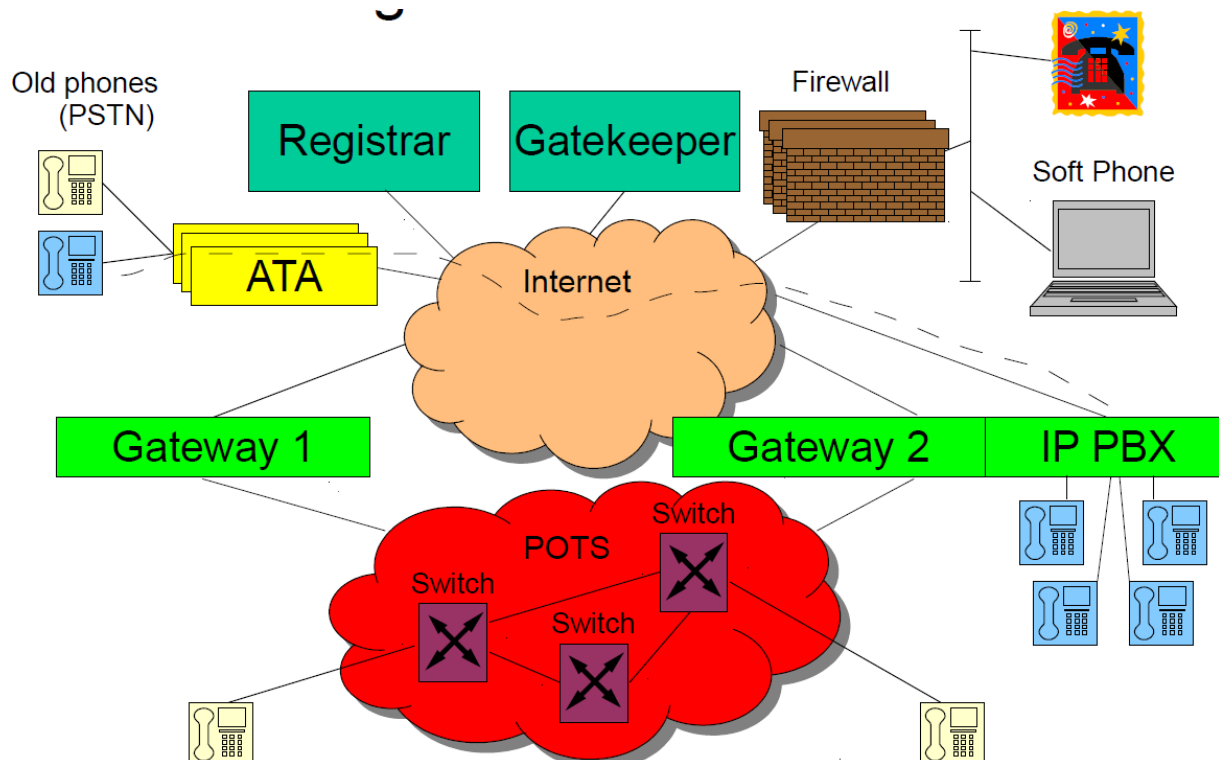 Old phones
(PSTN)
Registrar
Gatekeeper
Firewall
Soft Phone
ATA
Internet
Gateway 1
Gateway 2
IP PBX
POTS
Switch
Switch
Switch